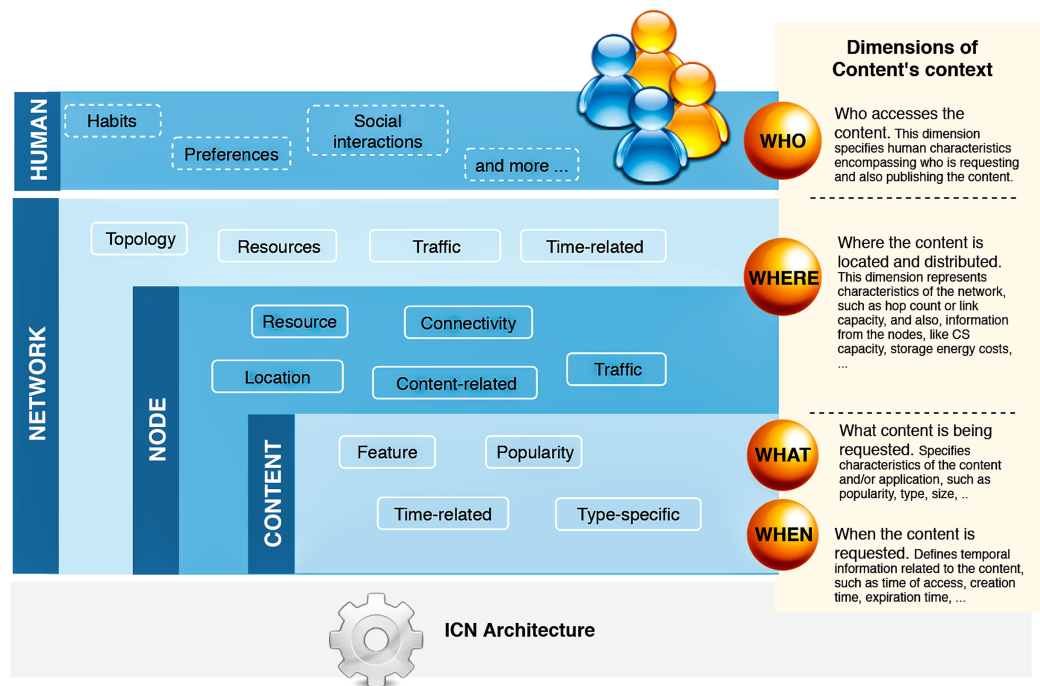 Dimensions of
Content's context
HUMAN
Habits
Preferences
Social
interactions
and more ...
WHO
Who accesses the
content. This dimension
specifies human characteristics
encompassing who is requesting
and also publishing the content.
NETWORK
Topology
Resources
Traffic
Time-related
WHERE
Where the content is
located and distributed.
This dimension represents
characteristics of the network,
such as hop count or link
capacity, and also, information
from the nodes, like CS
capacity, storage energy costs,
...
NODE
Resource
Connectivity
Location
Content-related
Traffic
CONTENT
Feature
Popularity
Time-related
Type-specific
WHAT
What content is being
requested. Specifies
characteristics of the content
and/or application, such as
popularity, type, size, ..
WHEN
When the content is
requested. Defines temporal
information related to the content,
such as time of access, creation
time, expiration time, ...
ICN Architecture